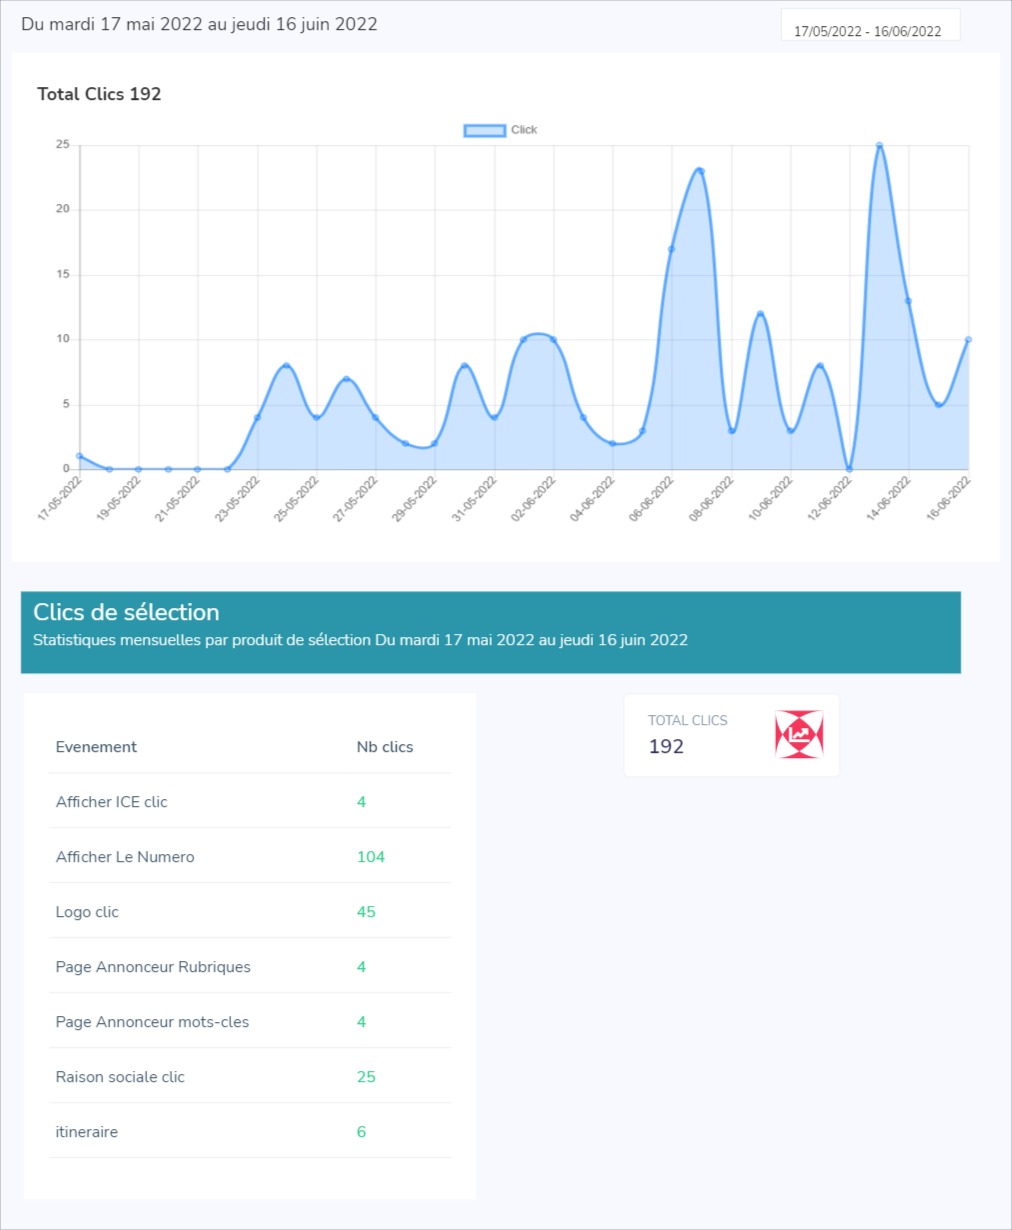 Du mardi 17 mai 2022 au jeudi 16 juin 2022
17/05/2022 - 16/06/2022
Total Clics 192
Click
25
20
15
10
5
0
17-05-2022 19-05-2022 21-05-2022 23-05-2022 25-05-2022 27-05-2022 29-05-2022 31-05-2022 02-06-2022 04-06-2022 06-06-2022 08-06-2022 10-06-2022 12-06-2022 14-06-2022 16-06-2022
Clics de sélection
Statistiques mensuelles par produit de sélection Du mardi 17 mai 2022 au jeudi 16 juin 2022
TOTAL CLICS
192
Evenement Nb clics
Afficher ICE clic 4
Afficher Le Numero 104
Logo clic 45
Page Annonceur Rubriques 4
Page Annonceur mots-cles 4
Raison sociale clic 25
itineraire 6